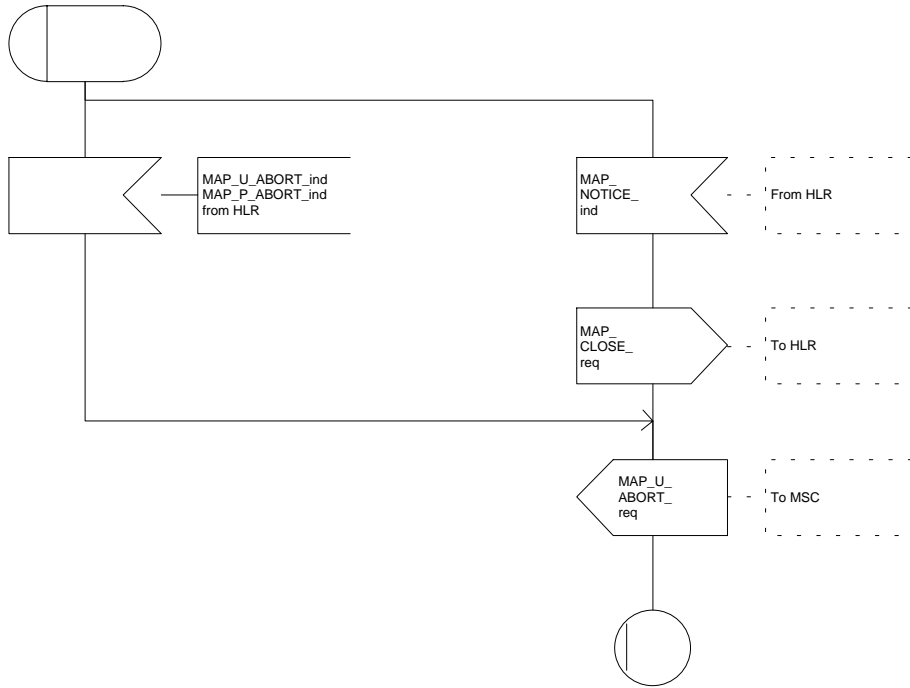 MAP_U_ABORT_ind
MAP_P_ABORT_ind
from HLR
MAP_
NOTICE_
ind
From HLR
MAP_
CLOSE_
req
To HLR
MAP_U_
ABORT_
req
To MSC